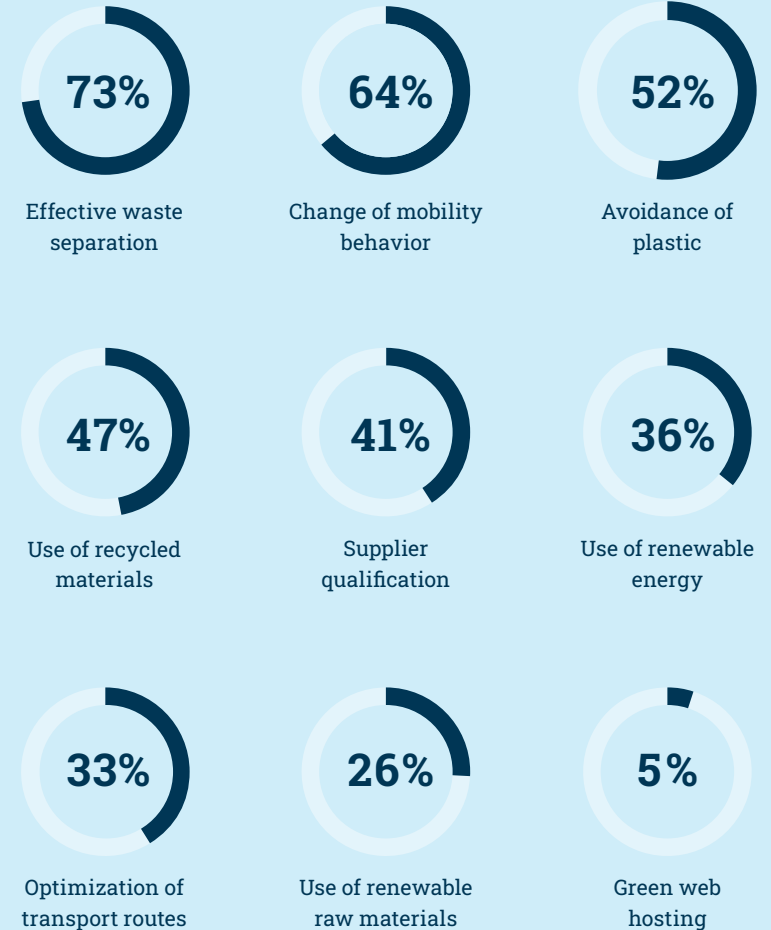 73%
Effective waste
separation
64%
Change of mobility
behavior
52%
Avoidance of
plastic
47%
Use of recycled
materials
41%
Supplier
qualification
36%
Use of renewable
energy
33%
Optimization of
transport routes
26%
Use of renewable
raw materials
5%
Green web
hosting